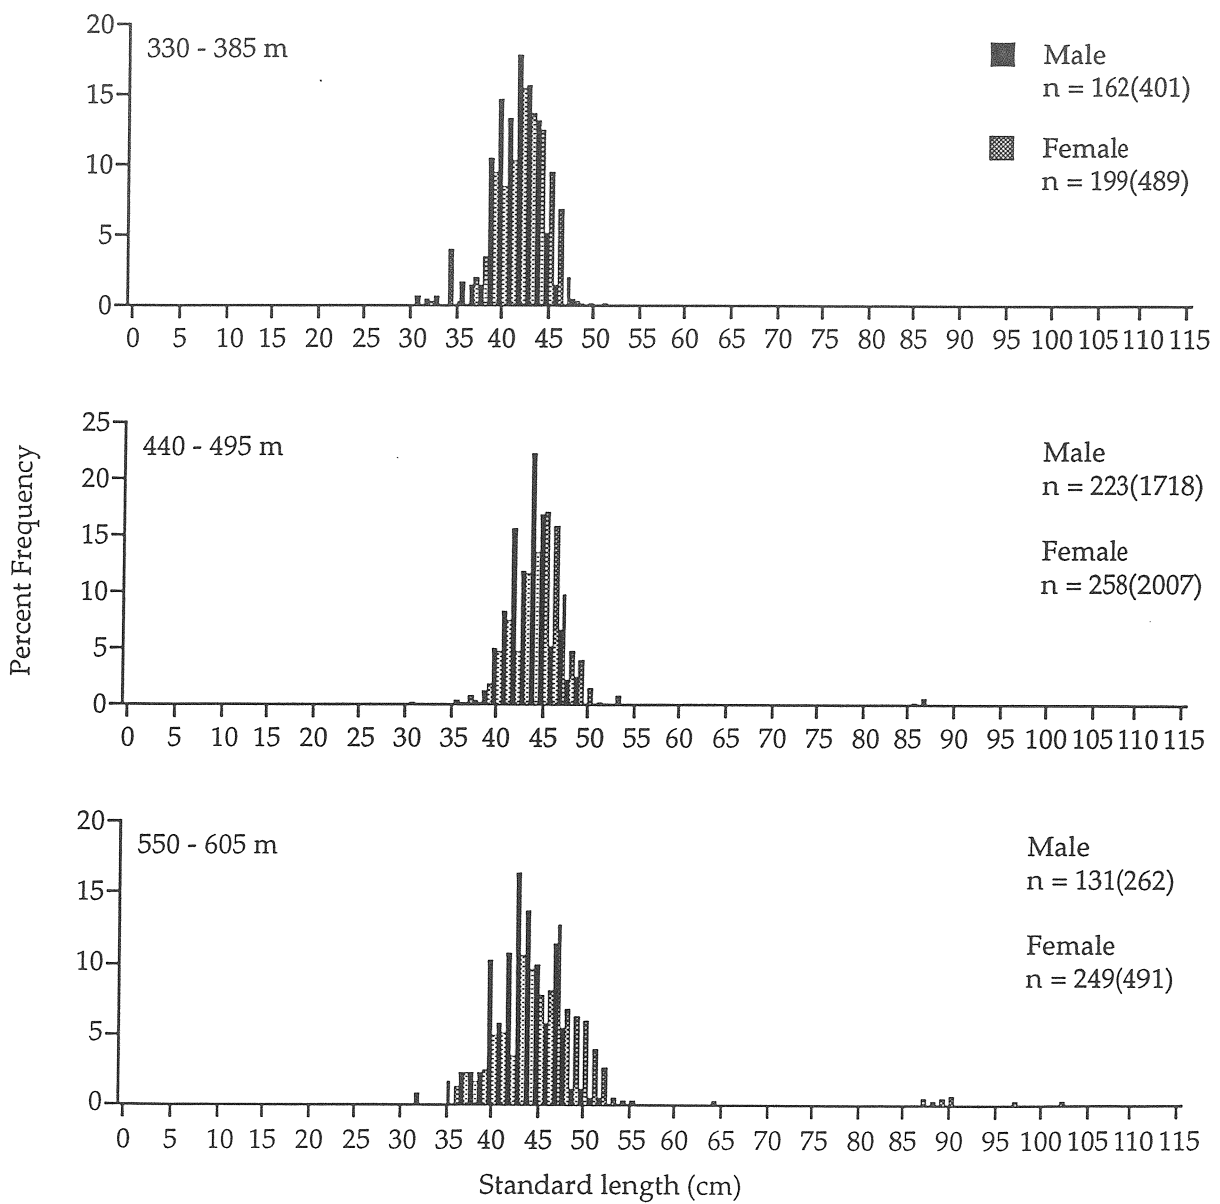 330 - 385 m
Male
n = 162(401)
Female
n = 199(489)
20
15
10
5
0
0 5 10 15 20 25 30 35 40 45 50 55 60 65 70 75 80 85 90 95 100 105 110 115
440 - 495 m
Male
n = 223(1718)
Female
n = 258(2007)
25
20
15
10
5
0
0 5 10 15 20 25 30 35 40 45 50 55 60 65 70 75 80 85 90 95 100 105 110 115
Percent Frequency
550 - 605 m
Male
n = 131(262)
Female
n = 249(491)
20
15
10
5
0
0 5 10 15 20 25 30 35 40 45 50 55 60 65 70 75 80 85 90 95 100 105 110 115
Standard length (cm)